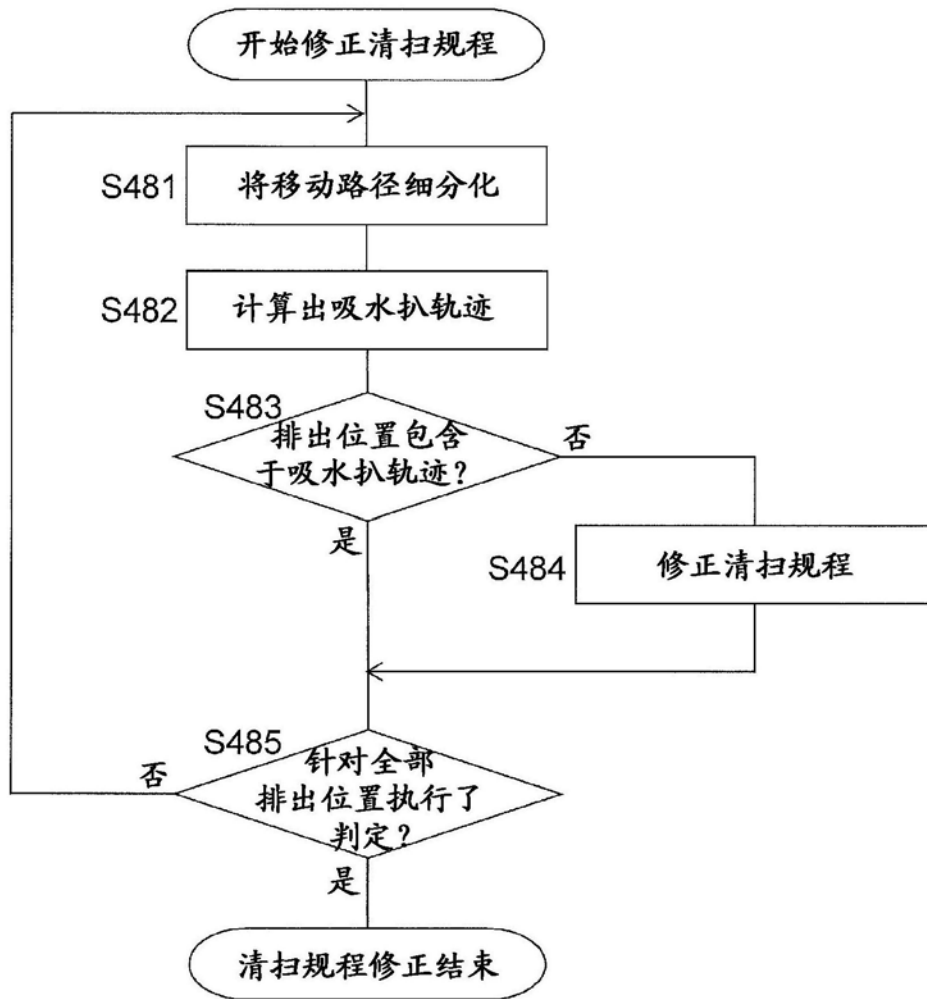 开始修正清扫规程
S481
将移动路径细分化
S482
计算出吸水扒轨迹
S483
排出位置包含
于吸水扒轨迹?
否
是
S484
修正清扫规程
S485
针对全部
排出位置执行了
判定?
否
是
清扫规程修正结束